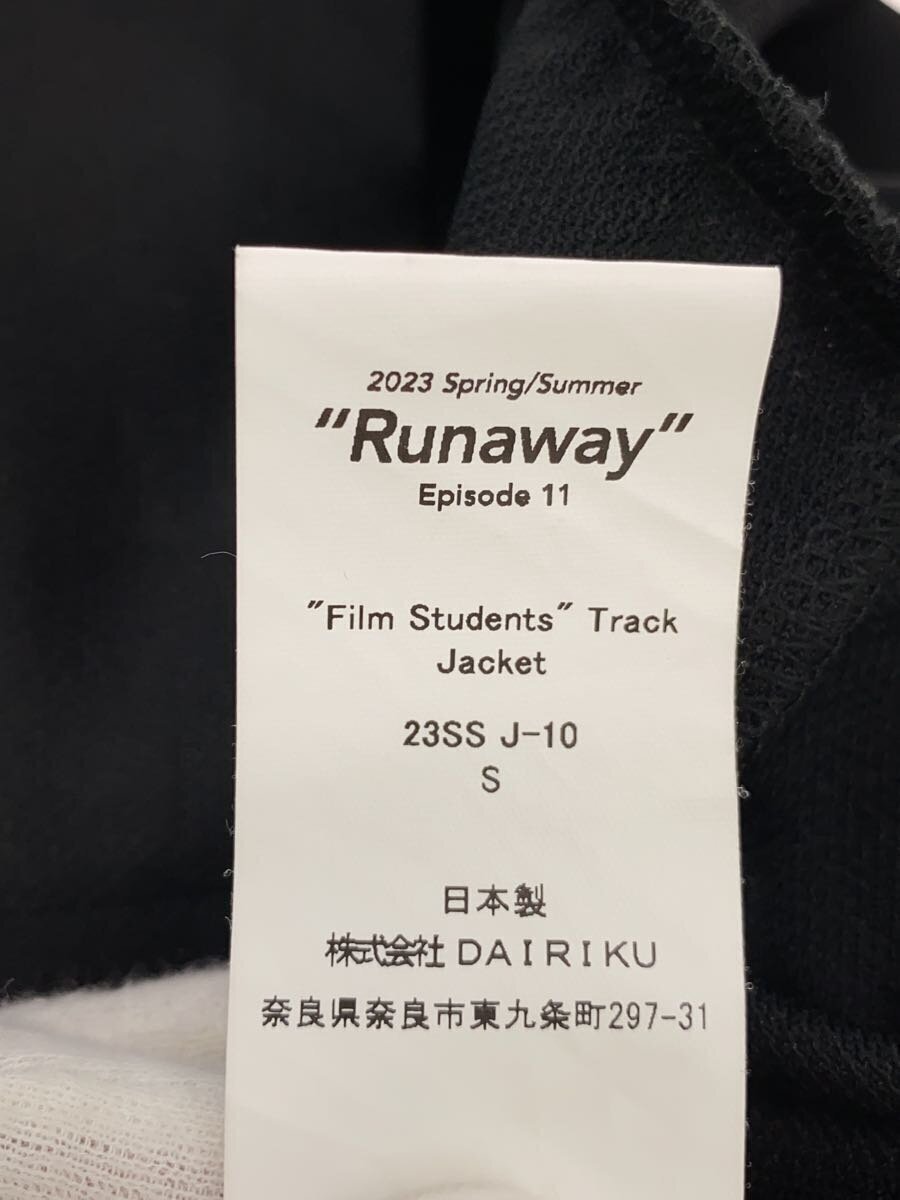 2023 Spring/Summer
"Runaway"
Episode 11
"Film Students" Track
Jacket
23SS J-10
S
日本製
株式会社 DAIRIKU
奈良県奈良市東九条町297-31